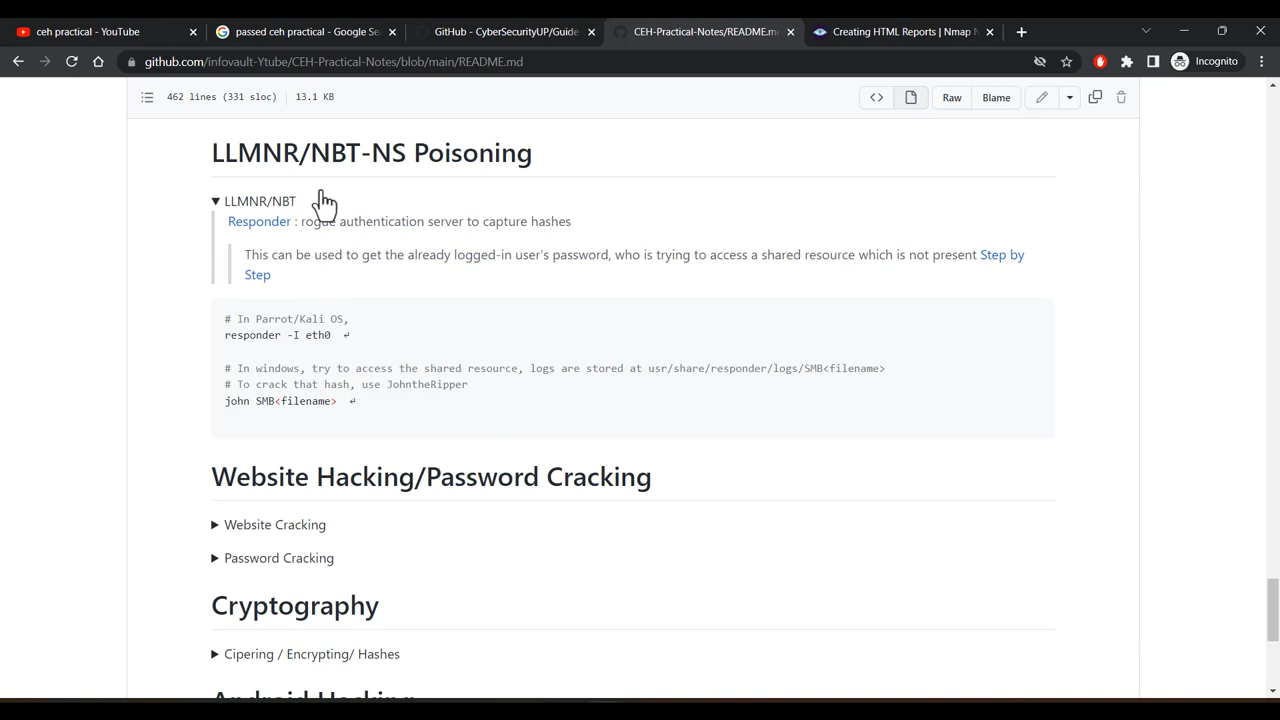 ceh practical - YouTube
passed ceh practical - Google Se
GitHub - CyberSecurityUP/Guide
CEH-Practical-Notes/README.m
Creating HTML Reports | Nmap N
github.com/infovault-Ytube/CEH-Practical-Notes/blob/main/README.md
Incognito
462 lines (331 sloc)
13.1 KB
Raw
Blame
LLMNR/NBT-NS Poisoning
LLMNR/NBT
Responder : rogue authentication server to capture hashes
This can be used to get the already logged-in user's password, who is trying to access a shared resource which is not present Step by
Step
# In Parrot/Kali OS,
responder -I eth0 ↵
# In windows, try to access the shared resource, logs are stored at usr/share/responder/logs/SMB<filename>
# To crack that hash, use JohntheRipper
john SMB<filename> ↵
Website Hacking/Password Cracking
Website Cracking
Password Cracking
Cryptography
Cipering / Encrypting/ Hashes
Android Hacking